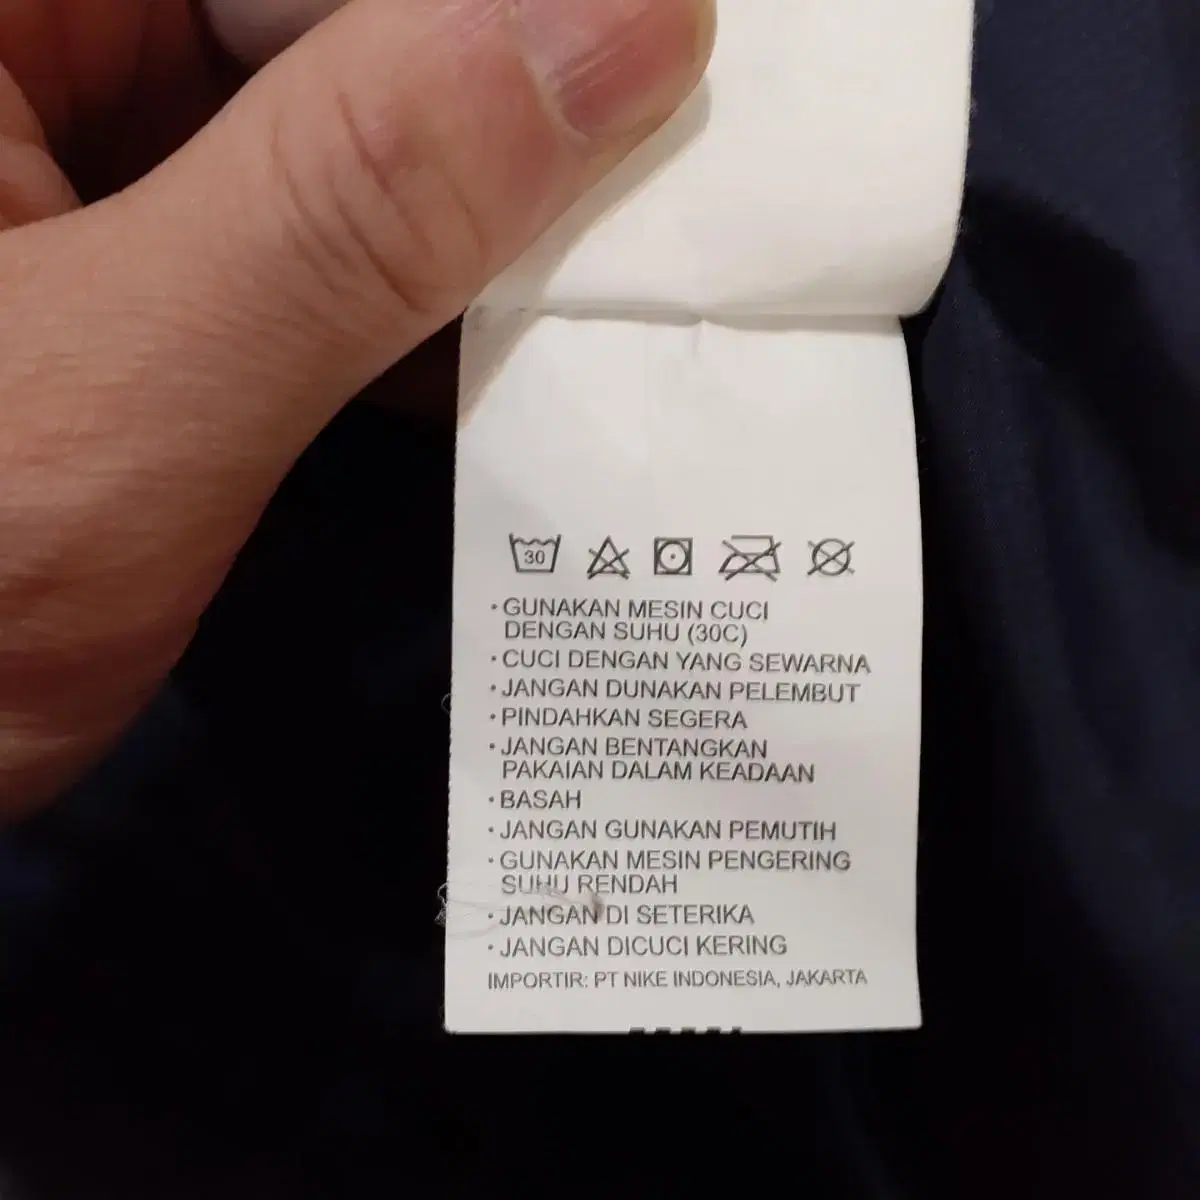 30
· GUNAKAN MESIN CUCI
DENGAN SUHU (30C)
· CUCI DENGAN YANG SEWARNA
· JANGAN DUNAKAN PELEMBUT
· PINDAHKAN SEGERA
· JANGAN BENTANGKAN
PAKAIAN DALAM KEADAAN
· BASAH
· JANGAN GUNAKAN PEMUTIH
· GUNAKAN MESIN PENGERING
SUHU RENDAH
· JANGAN DI SETERIKA
· JANGAN DICUCI KERING
IMPORTIR: PT NIKE INDONESIA, JAKARTA